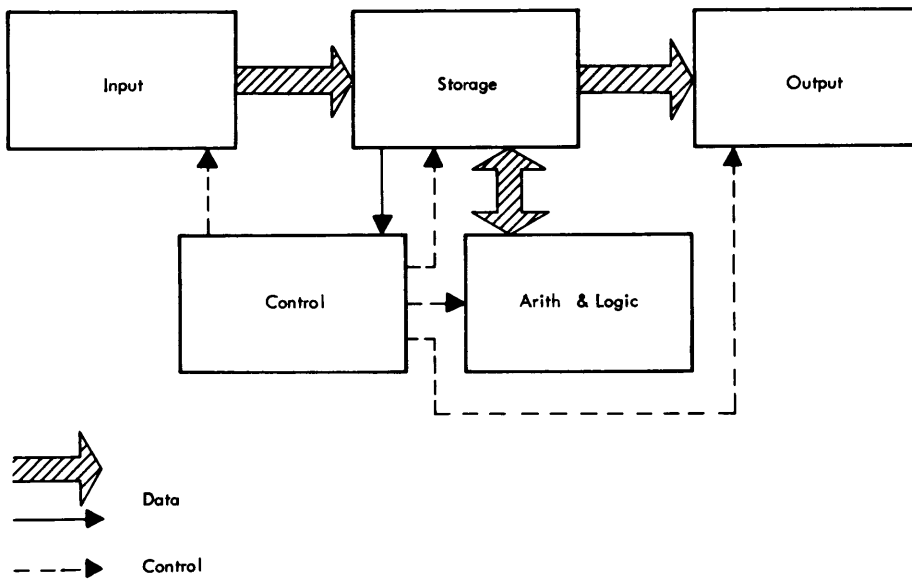 Input
Storage
Output
Control
Arith & Logic
Data
Control